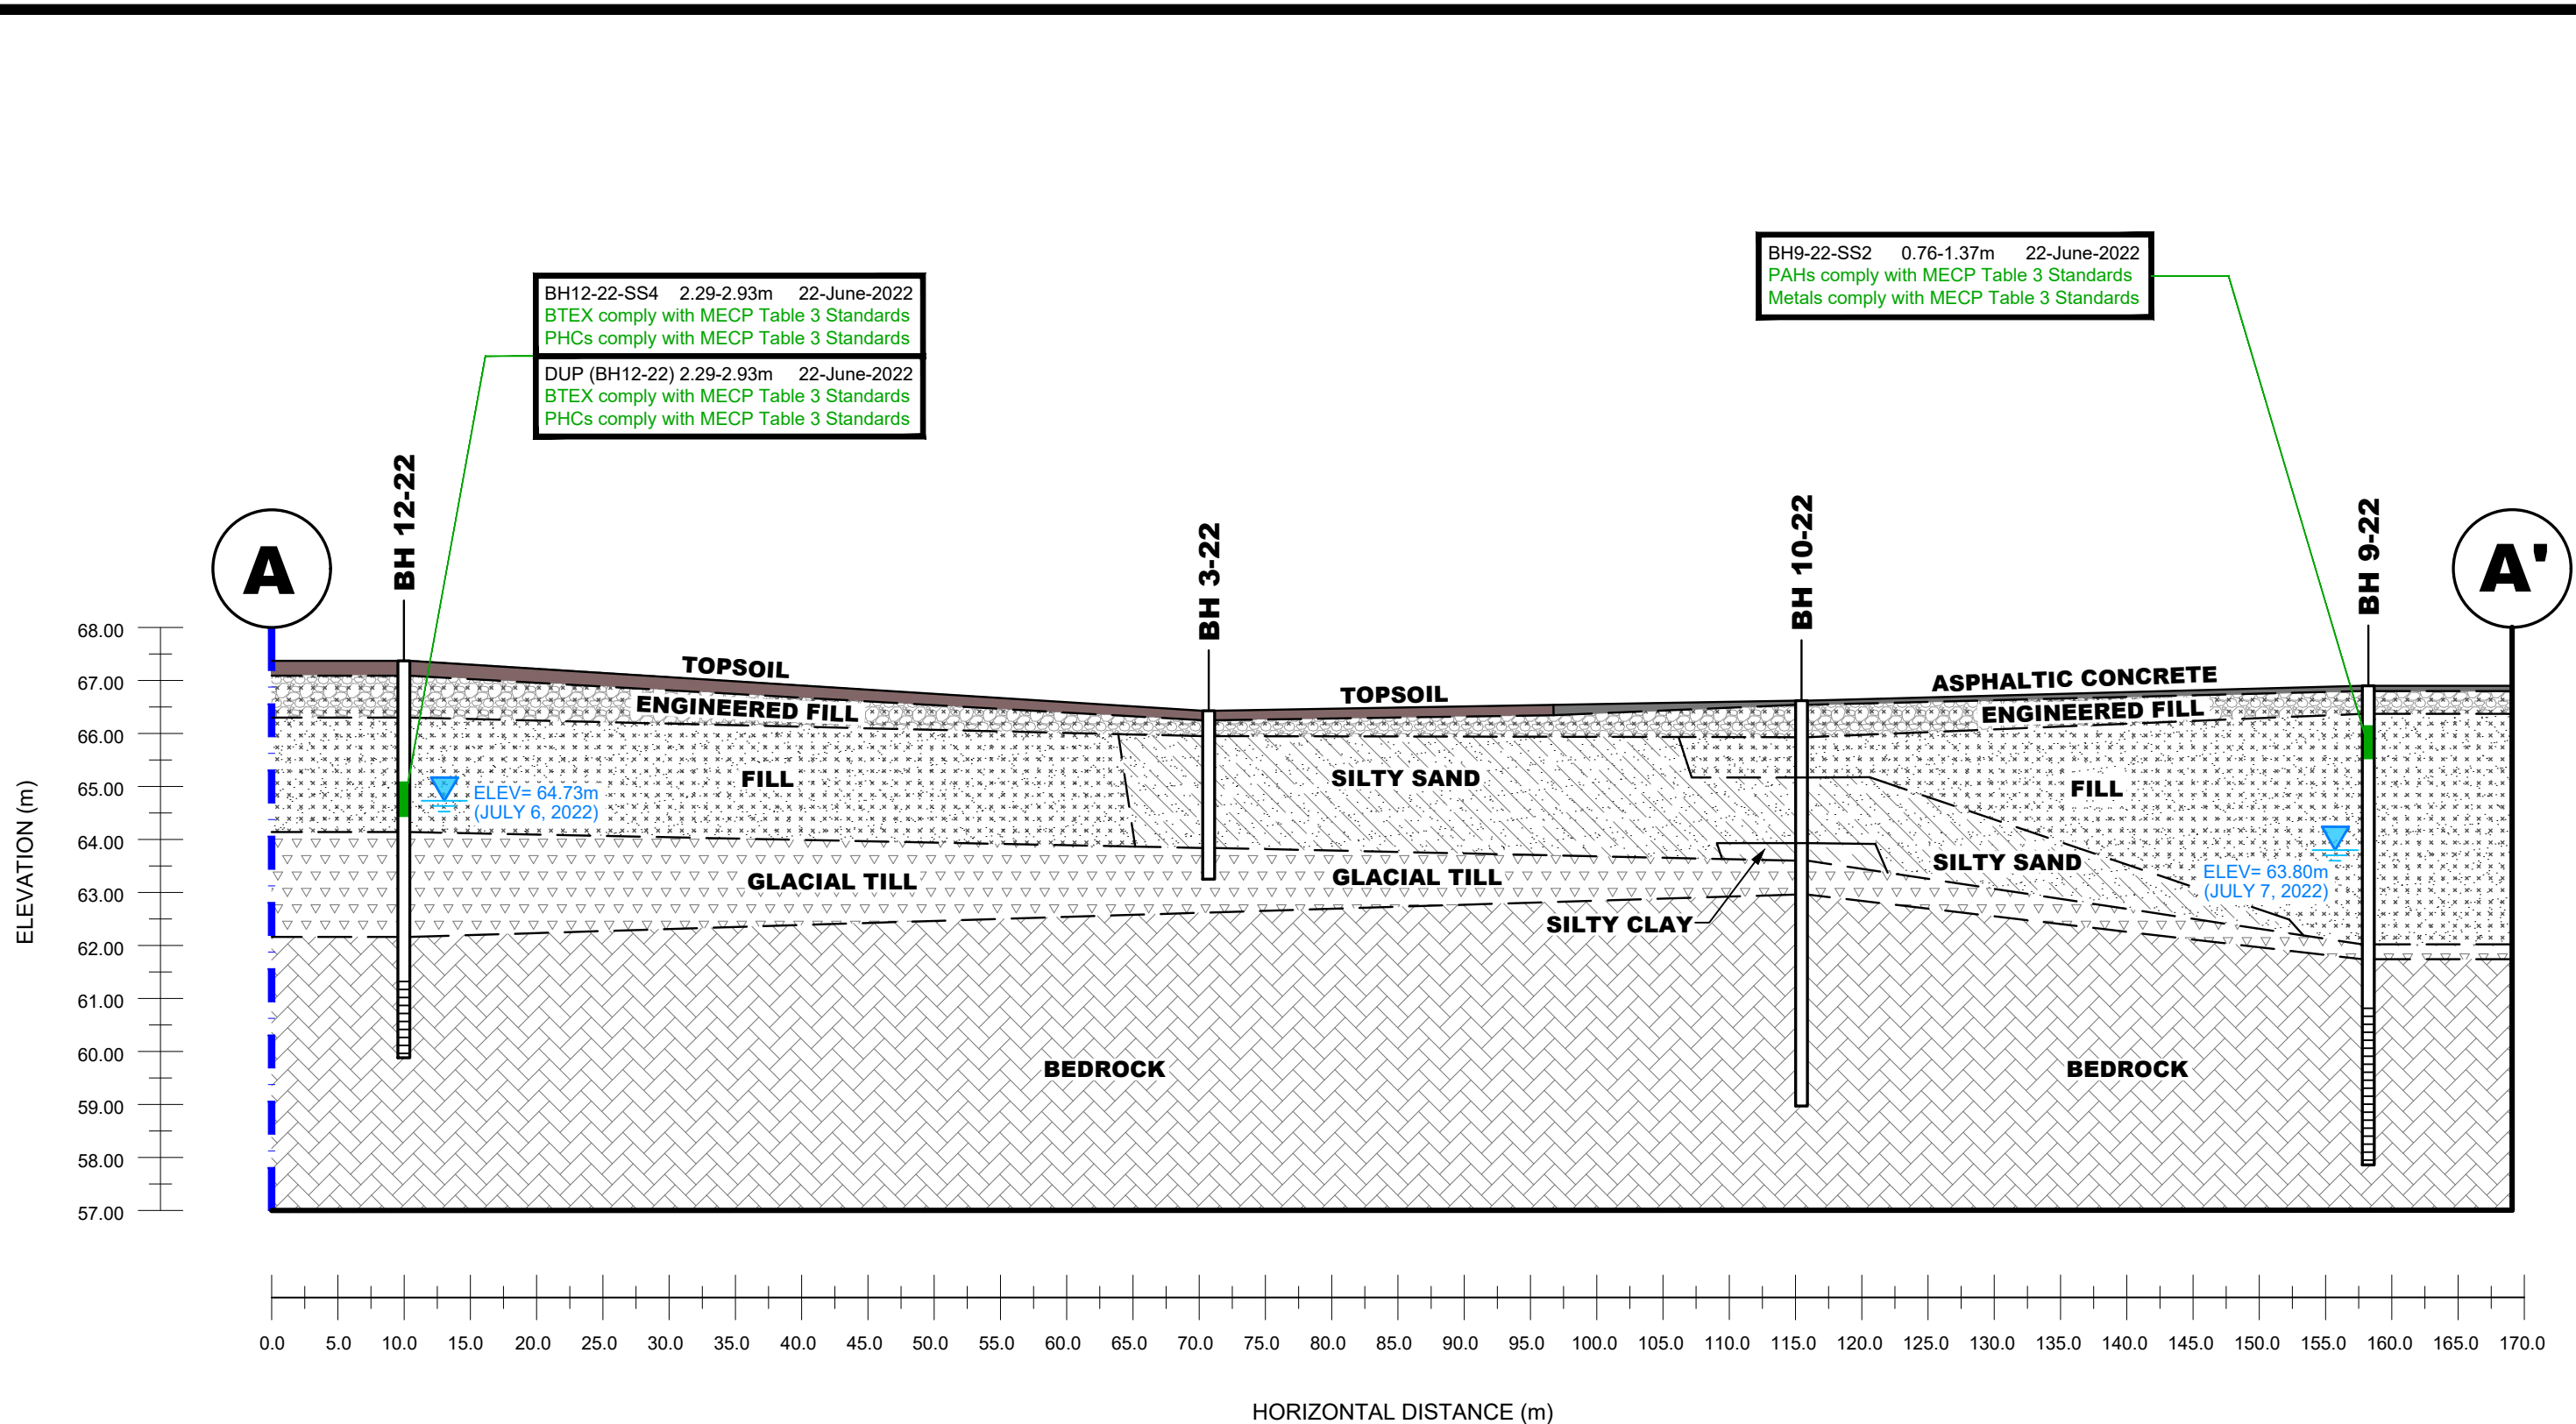 BH9-22-SS2 0.76-1.37m 22-June-2022
PAHs comply with MECP Table 3 Standards
Metals comply with MECP Table 3 Standards
BH12-22-SS4 2.29-2.93m 22-June-2022
BTEX comply with MECP Table 3 Standards
PHCs comply with MECP Table 3 Standards
DUP (BH12-22) 2.29-2.93m 22-June-2022
BTEX comply with MECP Table 3 Standards
PHCs comply with MECP Table 3 Standards
A
BH 12-22
BH 3-22
BH 10-22
BH 9-22
A'
ELEVATION (m)
68.00
67.00
66.00
65.00
64.00
63.00
62.00
61.00
60.00
59.00
58.00
57.00
TOPSOIL
TOPSOIL
ASPHALTIC CONCRETE
ENGINEERED FILL
ENGINEERED FILL
FILL
SILTY SAND
FILL
ELEV= 64.73m
(JULY 6, 2022)
SILTY SAND
ELEV= 63.80m
(JULY 7, 2022)
GLACIAL TILL
GLACIAL TILL
SILTY CLAY
BEDROCK
BEDROCK
0.0 5.0 10.0 15.0 20.0 25.0 30.0 35.0 40.0 45.0 50.0 55.0 60.0 65.0 70.0 75.0 80.0 85.0 90.0 95.0 100.0 105.0 110.0 115.0 120.0 125.0 130.0 135.0 140.0 145.0 150.0 155.0 160.0 165.0 170.0
HORIZONTAL DISTANCE (m)